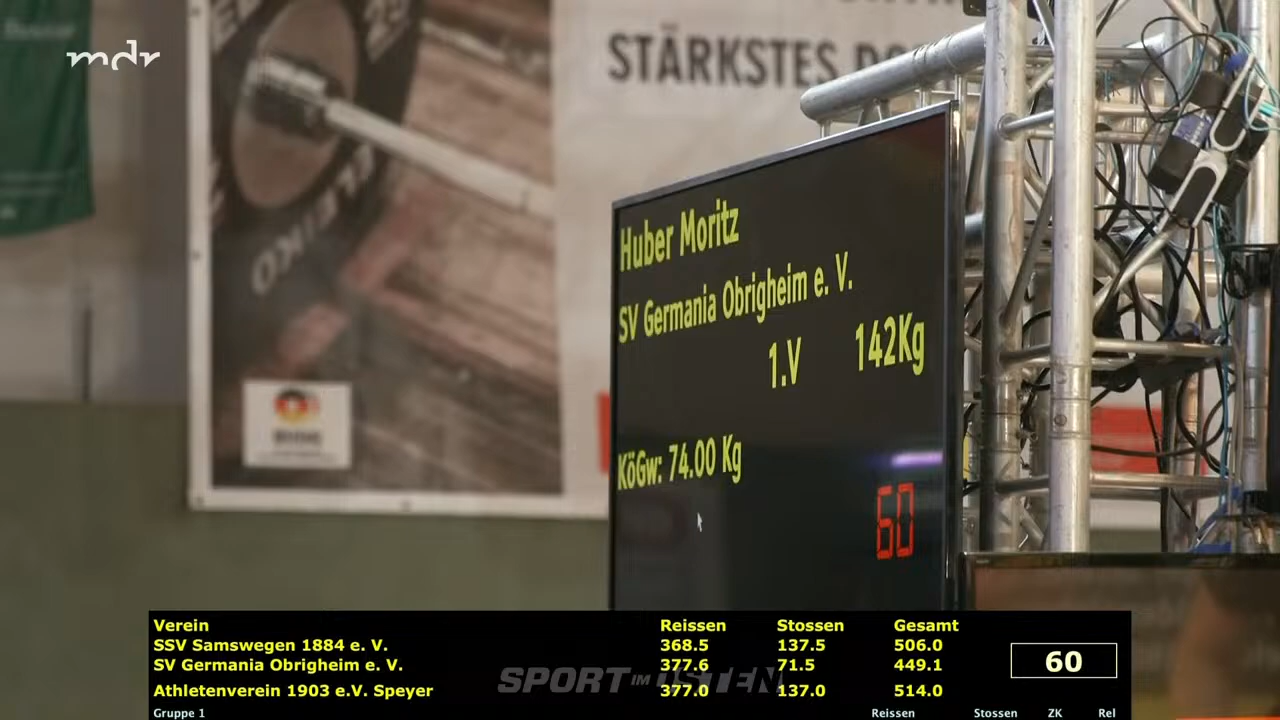 mdr
STÄRKSTES
ELEIKO
Huber Moritz
SV Germania Obrigheim e. V.
1.V 142Kg
KöGw: 74.00 Kg
60
Verein Reissen Stossen Gesamt
SSV Samswegen 1884 e. V. 368.5 137.5 506.0
SV Germania Obrigheim e. V. 377.6 71.5 449.1
60
Athletenverein 1903 e.V. Speyer 377.0 137.0 514.0
SPORT IM OSTEN
Gruppe 1 Reissen Stossen ZK Rel